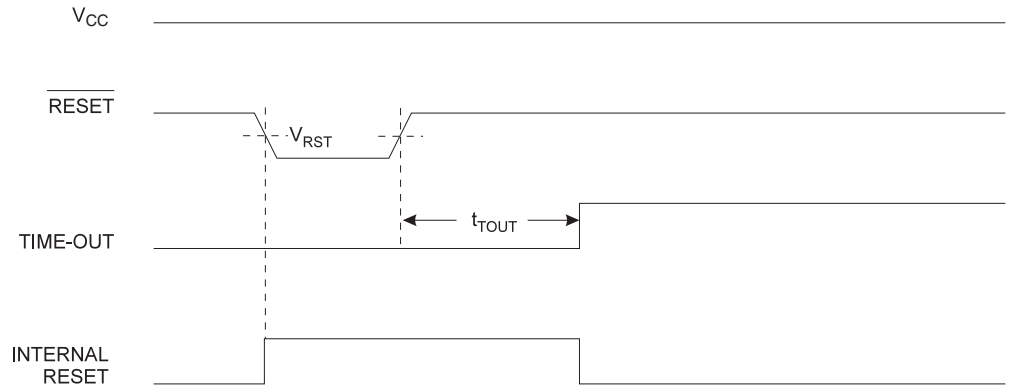 VCC
RESET
VRST
tTOUT
TIME-OUT
INTERNAL
RESET